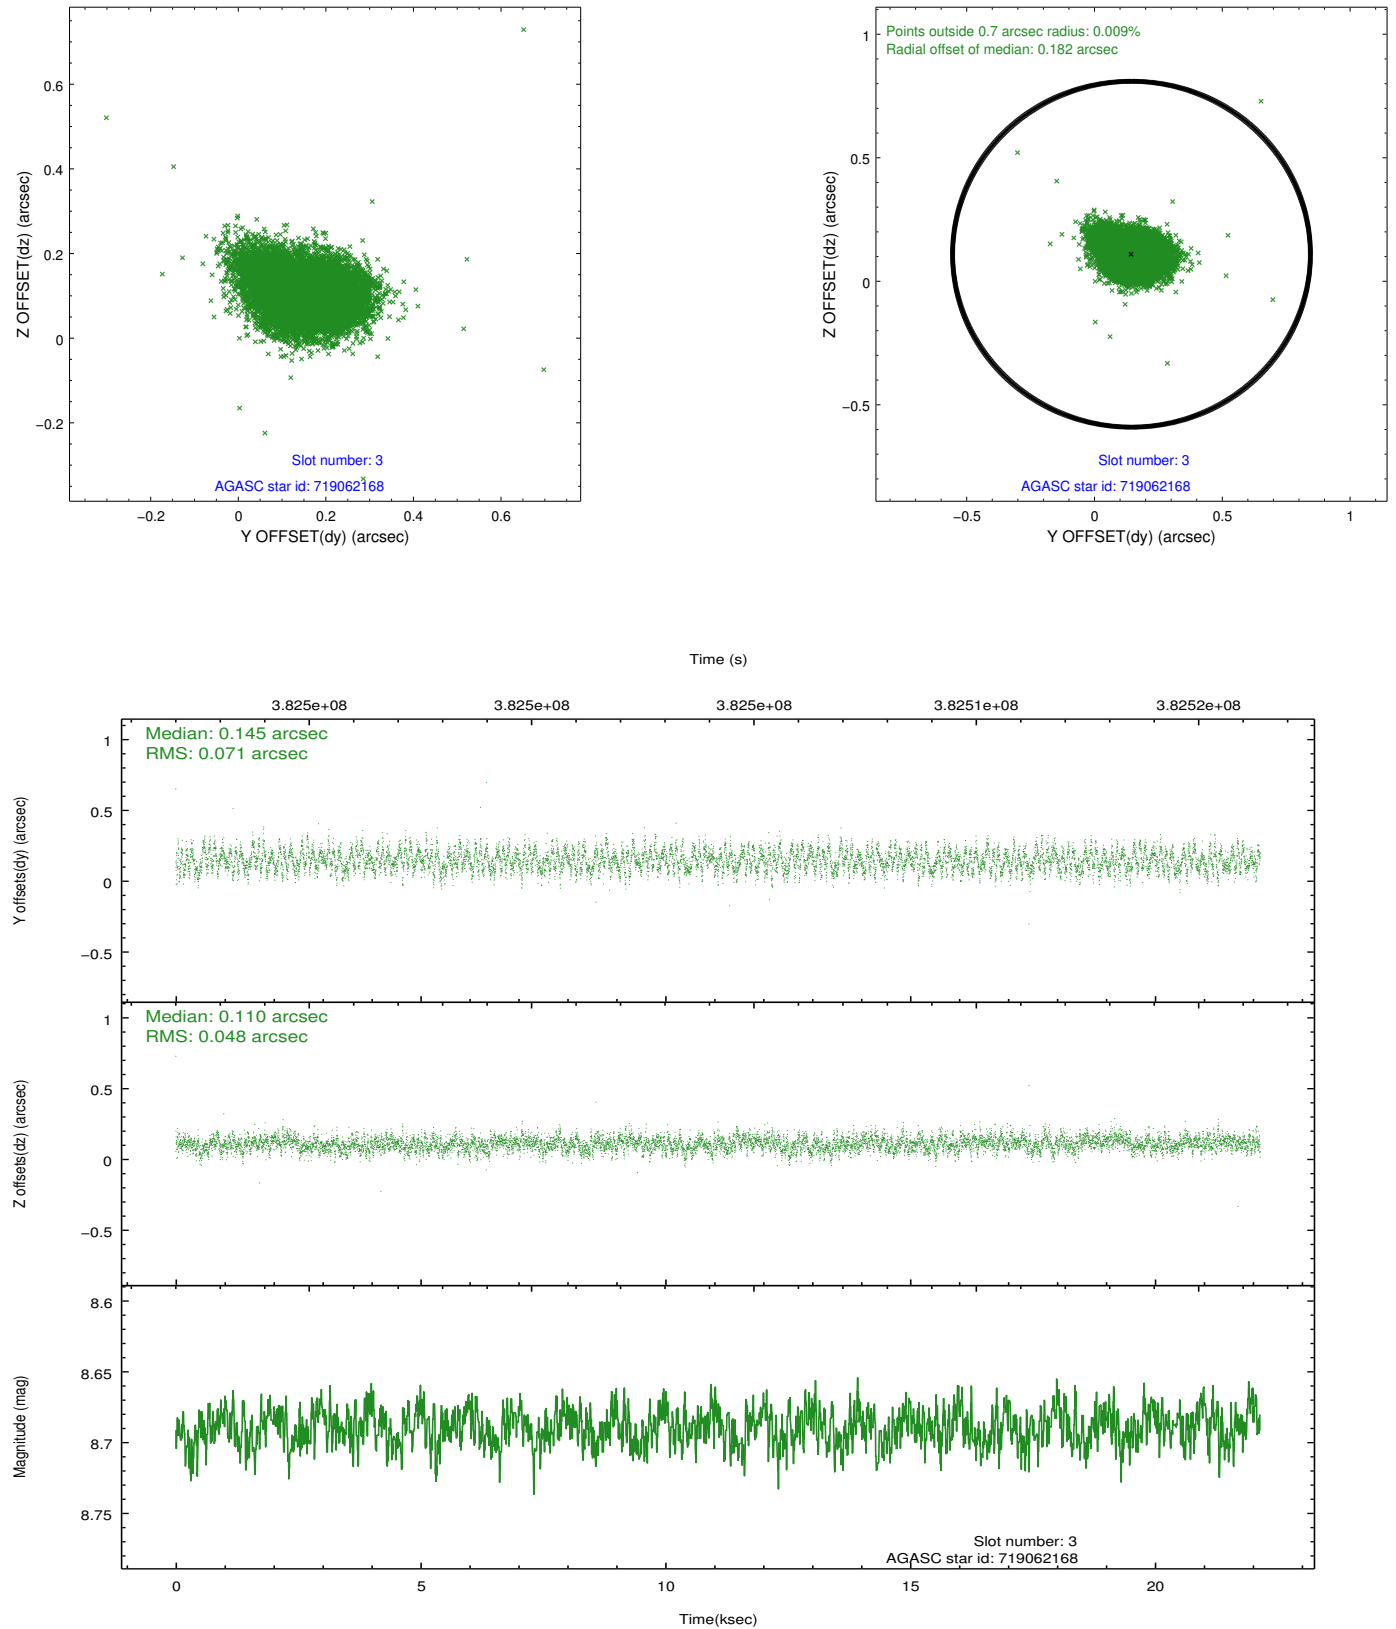 0.6
0.4
0.2
0
−0.2
Z OFFSET(dz) (arcsec)
Slot number: 3
AGASC star id: 719062168
−0.2 0 0.2 0.4 0.6
Y OFFSET(dy) (arcsec)
Points outside 0.7 arcsec radius: 0.009%
Radial offset of median: 0.182 arcsec
1
0.5
0
−0.5
Z OFFSET(dz) (arcsec)
Slot number: 3
AGASC star id: 719062168
−0.5 0 0.5 1
Y OFFSET(dy) (arcsec)
Time (s)
3.825e+08 3.825e+08 3.825e+08 3.8251e+08 3.8252e+08
Median: 0.145 arcsec
RMS: 0.071 arcsec
1
0.5
0
−0.5
Y offsets(dy) (arcsec)
Median: 0.110 arcsec
RMS: 0.048 arcsec
1
0.5
0
−0.5
Z offsets(dz) (arcsec)
8.6
8.65
8.7
8.75
Magnitude (mag)
Slot number: 3
AGASC star id: 719062168
0 5 10 15 20
Time(ksec)